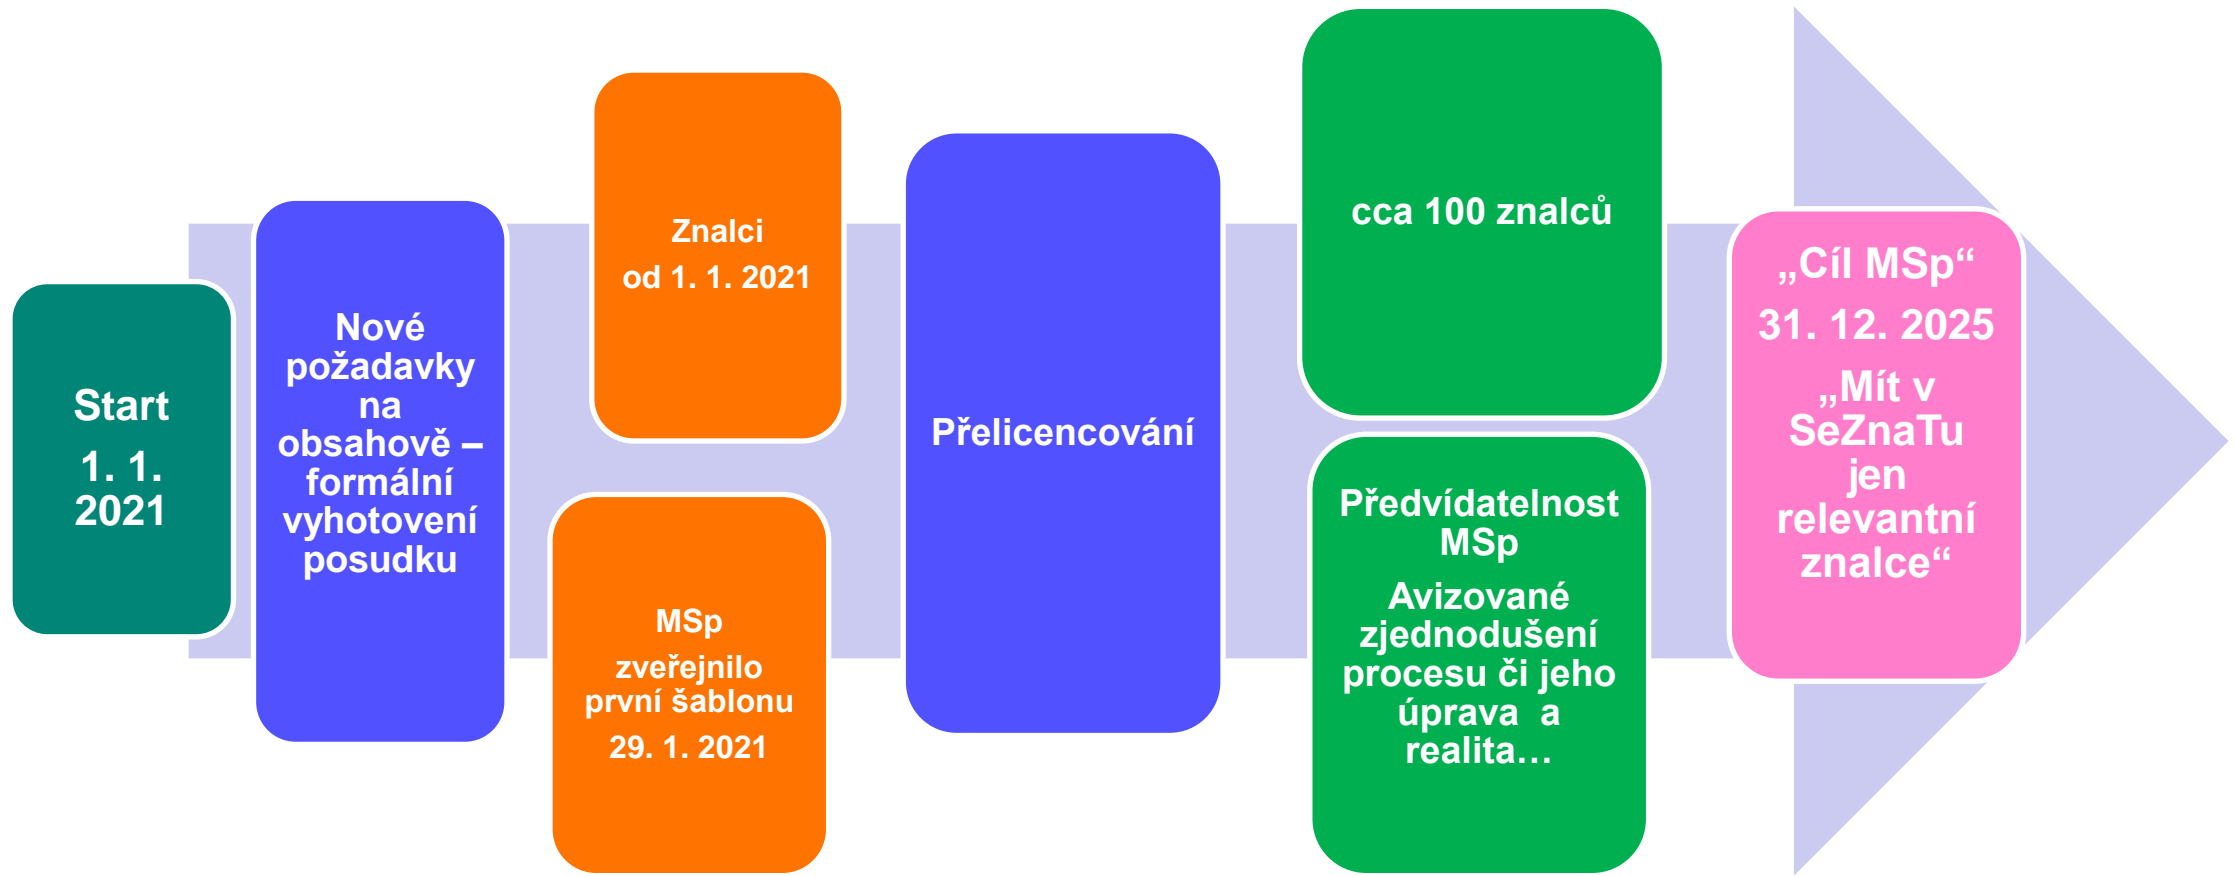 Start
1. 1.
2021
Nové
požadavky
na
obsahově –
formální
vyhotovení
posudku
Znalci
od 1. 1. 2021
MSp
zveřejnilo
první šablonu
29. 1. 2021
Přelicencování
cca 100 znalců
Předvídatelnost
MSp
Avizované
zjednodušení
procesu či jeho
úprava  a
realita…
„Cíl MSp“
31. 12. 2025
„Mít v
SeZnaTu
jen
relevantní
znalce“